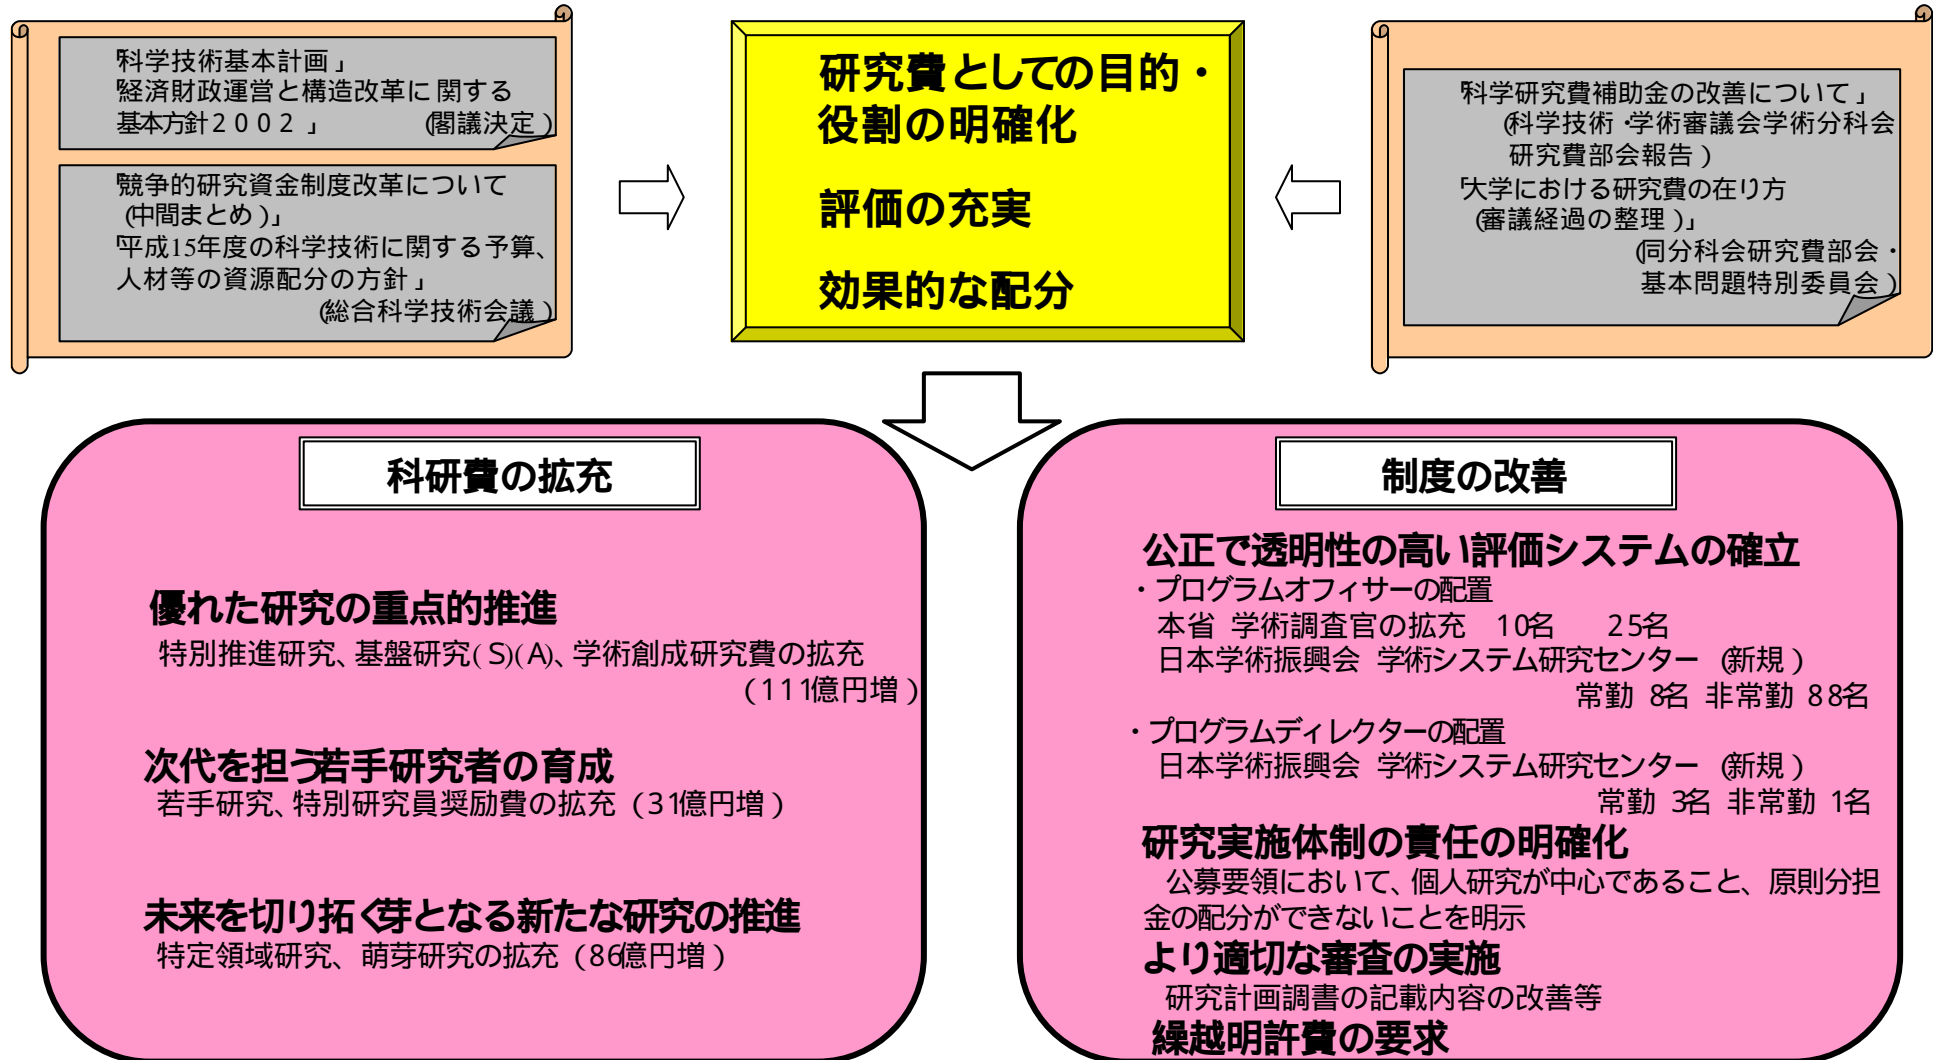 「科学技術基本計画」
「経済財政運営と構造改革に関する
基本方針2002」 (閣議決定)
「競争的研究資金制度改革について
(中間まとめ)」
「平成15年度の科学技術に関する予算、
人材等の資源配分の方針」
(総合科学技術会議)
研究費としての目的・
役割の明確化
評価の充実
効果的な配分
「科学研究費補助金の改善について」
(科学技術・学術審議会学術分科会
研究費部会報告)
「大学における研究費の在り方
(審議経過の整理)」
(同分科会研究費部会・
基本問題特別委員会)
科研費の拡充
優れた研究の重点的推進
特別推進研究、基盤研究(S)(A)、学術創成研究費の拡充
(111億円増)
次代を担う若手研究者の育成
若手研究、特別研究員奨励費の拡充(31億円増)
未来を切り拓く芽となる新たな研究の推進
特定領域研究、萌芽研究の拡充(86億円増)
制度の改善
公正で透明性の高い評価システムの確立
・プログラムオフィサーの配置
本省 学術調査官の拡充 10名 25名
日本学術振興会 学術システム研究センター (新規)
常勤 8名 非常勤 88名
・プログラムディレクターの配置
日本学術振興会 学術システム研究センター (新規)
常勤 3名 非常勤 1名
研究実施体制の責任の明確化
公募要領において、個人研究が中心であること、原則分担
金の配分ができないことを明示
より適切な審査の実施
研究計画調書の記載内容の改善等
繰越明許費の要求